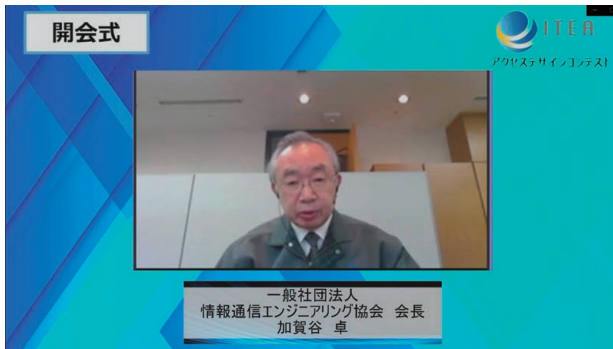 開会式
ITEA
アクセスデザインコンテスト
一般社団法人
情報通信エンジニアリング協会 会長
加賀谷 卓